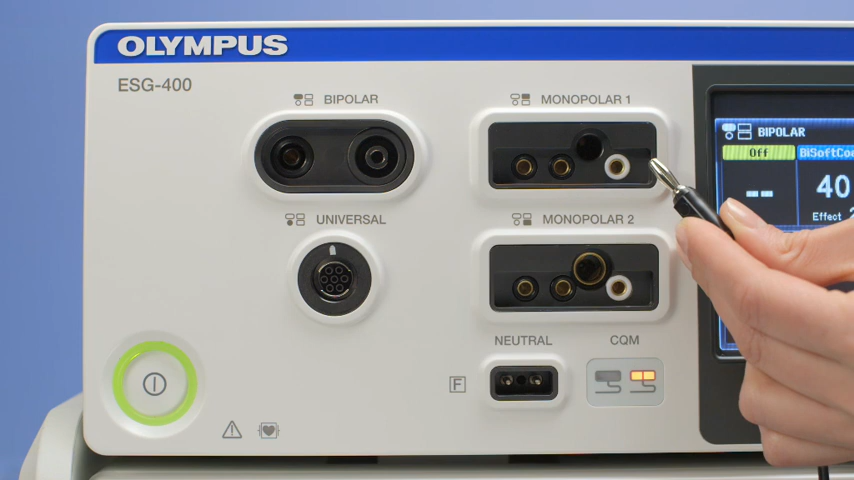 OLYMPUS
ESG-400
BIPOLAR
MONOPOLAR 1
UNIVERSAL
MONOPOLAR 2
NEUTRAL
CQM
F
BIPOLAR
Off
40
Effect